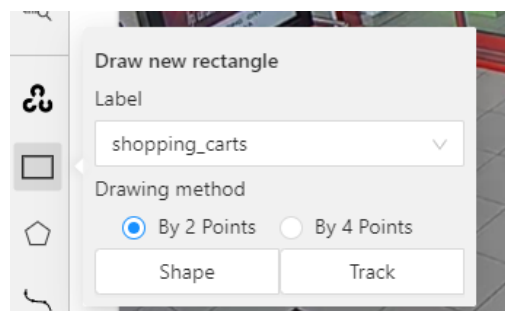 Draw new rectangle
Label
shopping_carts
Drawing method
By 2 Points By 4 Points
Shape Track